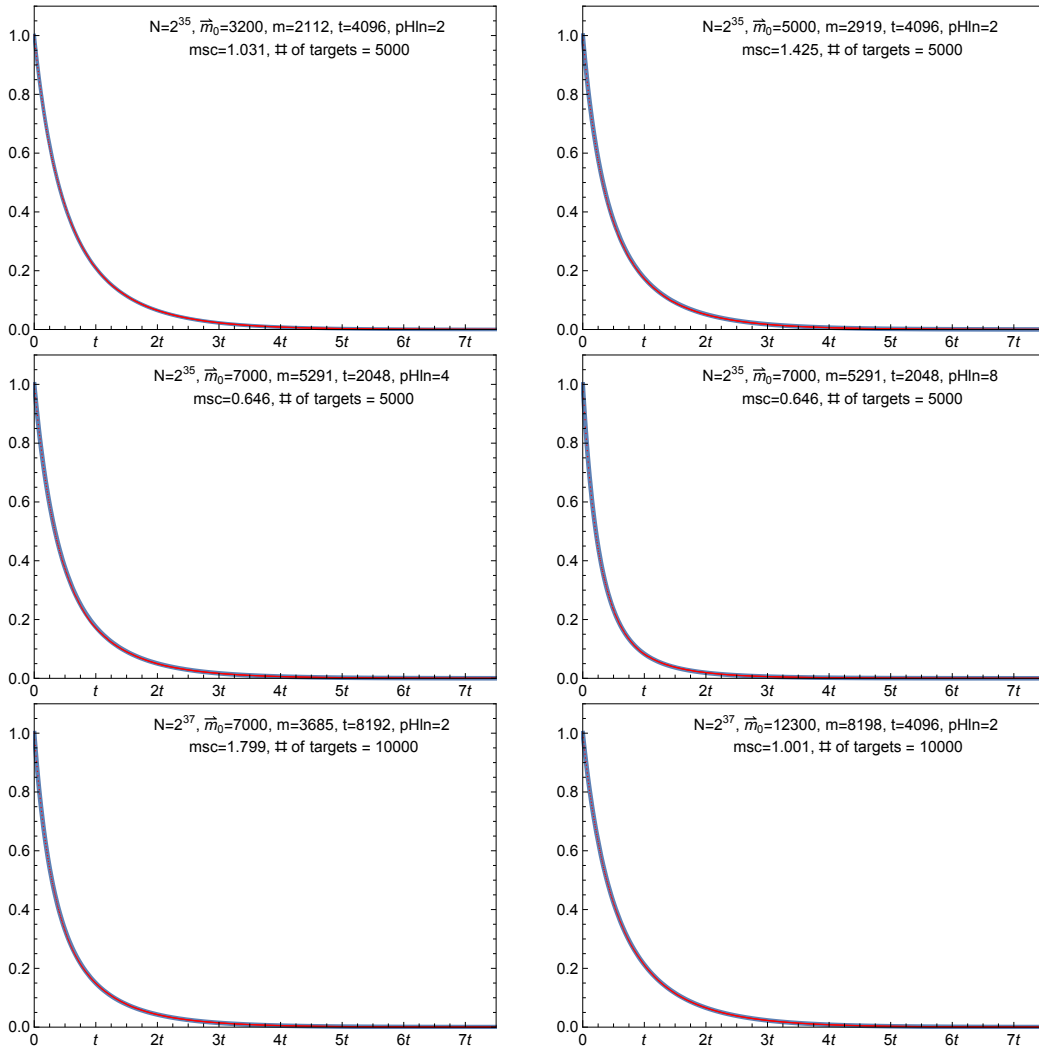 N=2^35, m⃗₀=3200, m=2112, t=4096, pHln=2
msc=1.031, # of targets = 5000
1.0
0.8
0.6
0.4
0.2
0.0
0 t 2t 3t 4t 5t 6t 7t
N=2^35, m⃗₀=5000, m=2919, t=4096, pHln=2
msc=1.425, # of targets = 5000
1.0
0.8
0.6
0.4
0.2
0.0
0 t 2t 3t 4t 5t 6t 7t
N=2^35, m⃗₀=7000, m=5291, t=2048, pHln=4
msc=0.646, # of targets = 5000
1.0
0.8
0.6
0.4
0.2
0.0
0 t 2t 3t 4t 5t 6t 7t
N=2^35, m⃗₀=7000, m=5291, t=2048, pHln=8
msc=0.646, # of targets = 5000
1.0
0.8
0.6
0.4
0.2
0.0
0 t 2t 3t 4t 5t 6t 7t
N=2^37, m⃗₀=7000, m=3685, t=8192, pHln=2
msc=1.799, # of targets = 10000
1.0
0.8
0.6
0.4
0.2
0.0
0 t 2t 3t 4t 5t 6t 7t
N=2^37, m⃗₀=12300, m=8198, t=4096, pHln=2
msc=1.001, # of targets = 10000
1.0
0.8
0.6
0.4
0.2
0.0
0 t 2t 3t 4t 5t 6t 7t